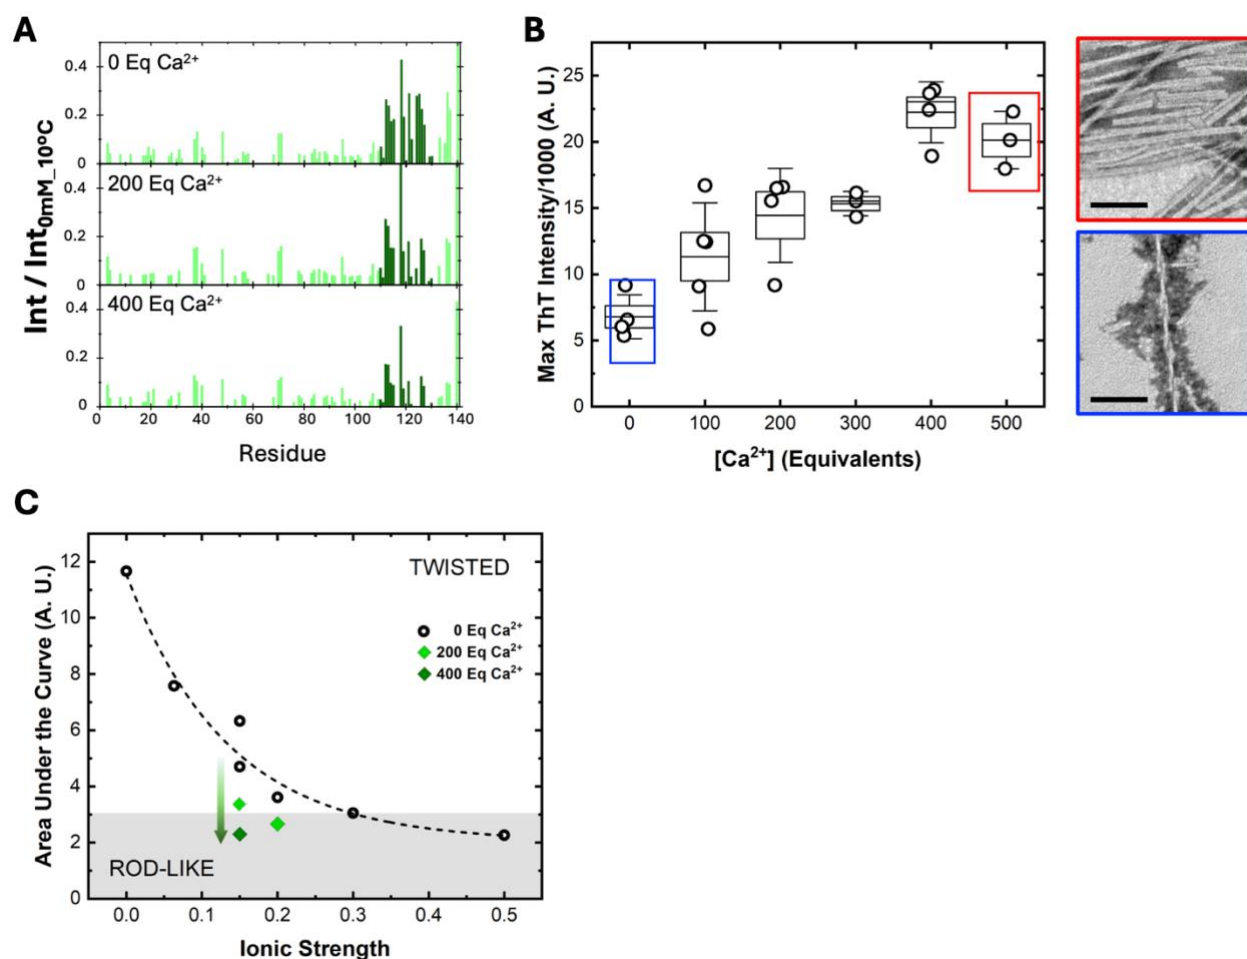 A
0 Eq Ca²⁺
200 Eq Ca²⁺
400 Eq Ca²⁺
0.4
0.2
0
0.4
0.2
0
0.4
0.2
0
Int / Int0mM_10ºC
0 20 40 60 80 100 120 140
Residue
B
25
20
15
10
5
0
Max ThT Intensity/1000 (A. U.)
0 100 200 300 400 500
[Ca²⁺] (Equivalents)
C
12
10
8
6
4
2
0
Area Under the Curve (A. U.)
TWISTED
0 Eq Ca²⁺
200 Eq Ca²⁺
400 Eq Ca²⁺
ROD-LIKE
0.0 0.1 0.2 0.3 0.4 0.5
Ionic Strength